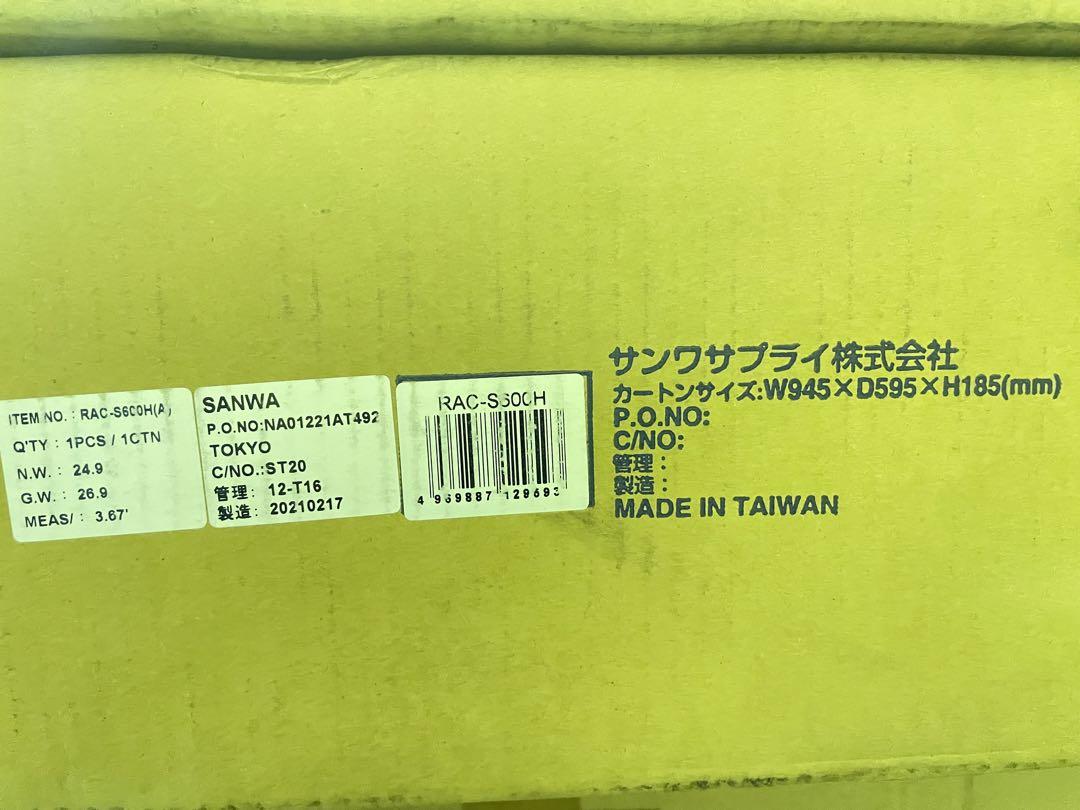 ITEM NO. : RAC-S600H(A)
Q'TY : 1PCS / 1CTN
N.W. : 24.9
G.W. : 26.9
MEAS/ : 3.67'
SANWA
P.O.NO:NA01221AT492
TOKYO
C/NO.:ST20
管理: 12-T16
製造: 20210217
RAC-S600H
4 969887 129693
サンワサプライ株式会社
カートンサイズ:W945×D595×H185(mm)
P.O.NO:
C/NO:
管理:
製造:
MADE IN TAIWAN